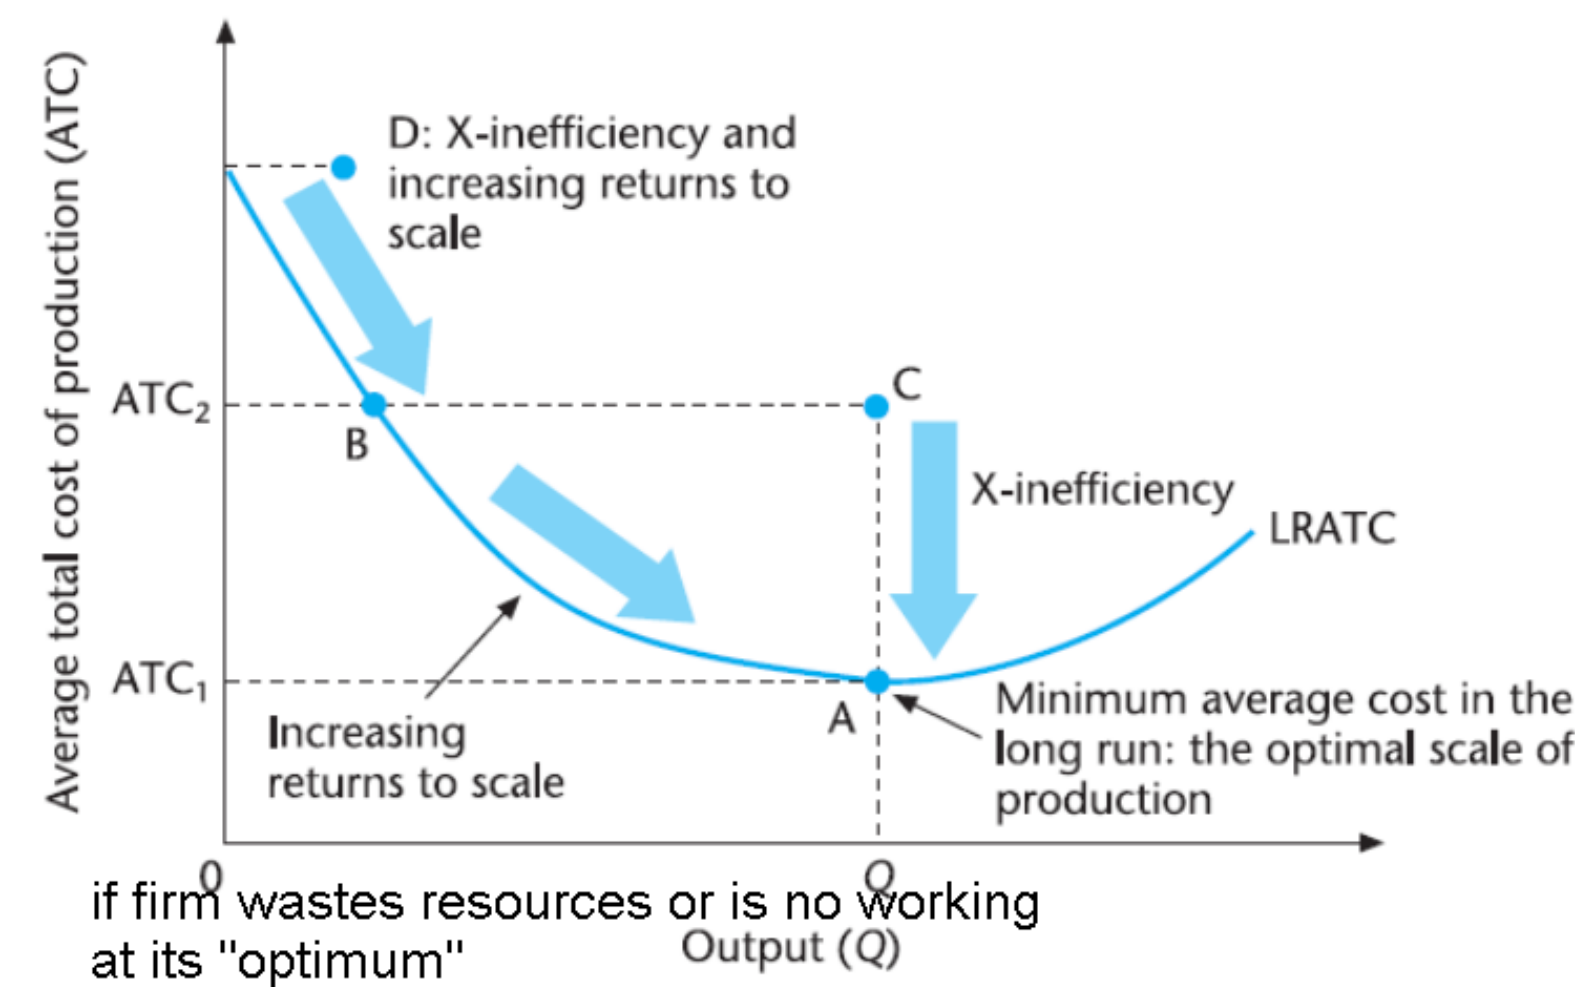 Average total cost of production (ATC)
D: X-inefficiency and
increasing returns to
scale
ATC₂
B
C
X-inefficiency
LRATC
ATC₁
A
Increasing
returns to scale
Minimum average cost in the
long run: the optimal scale of
production
0
Q
if firm wastes resources or is no working
at its "optimum"
Output (Q)